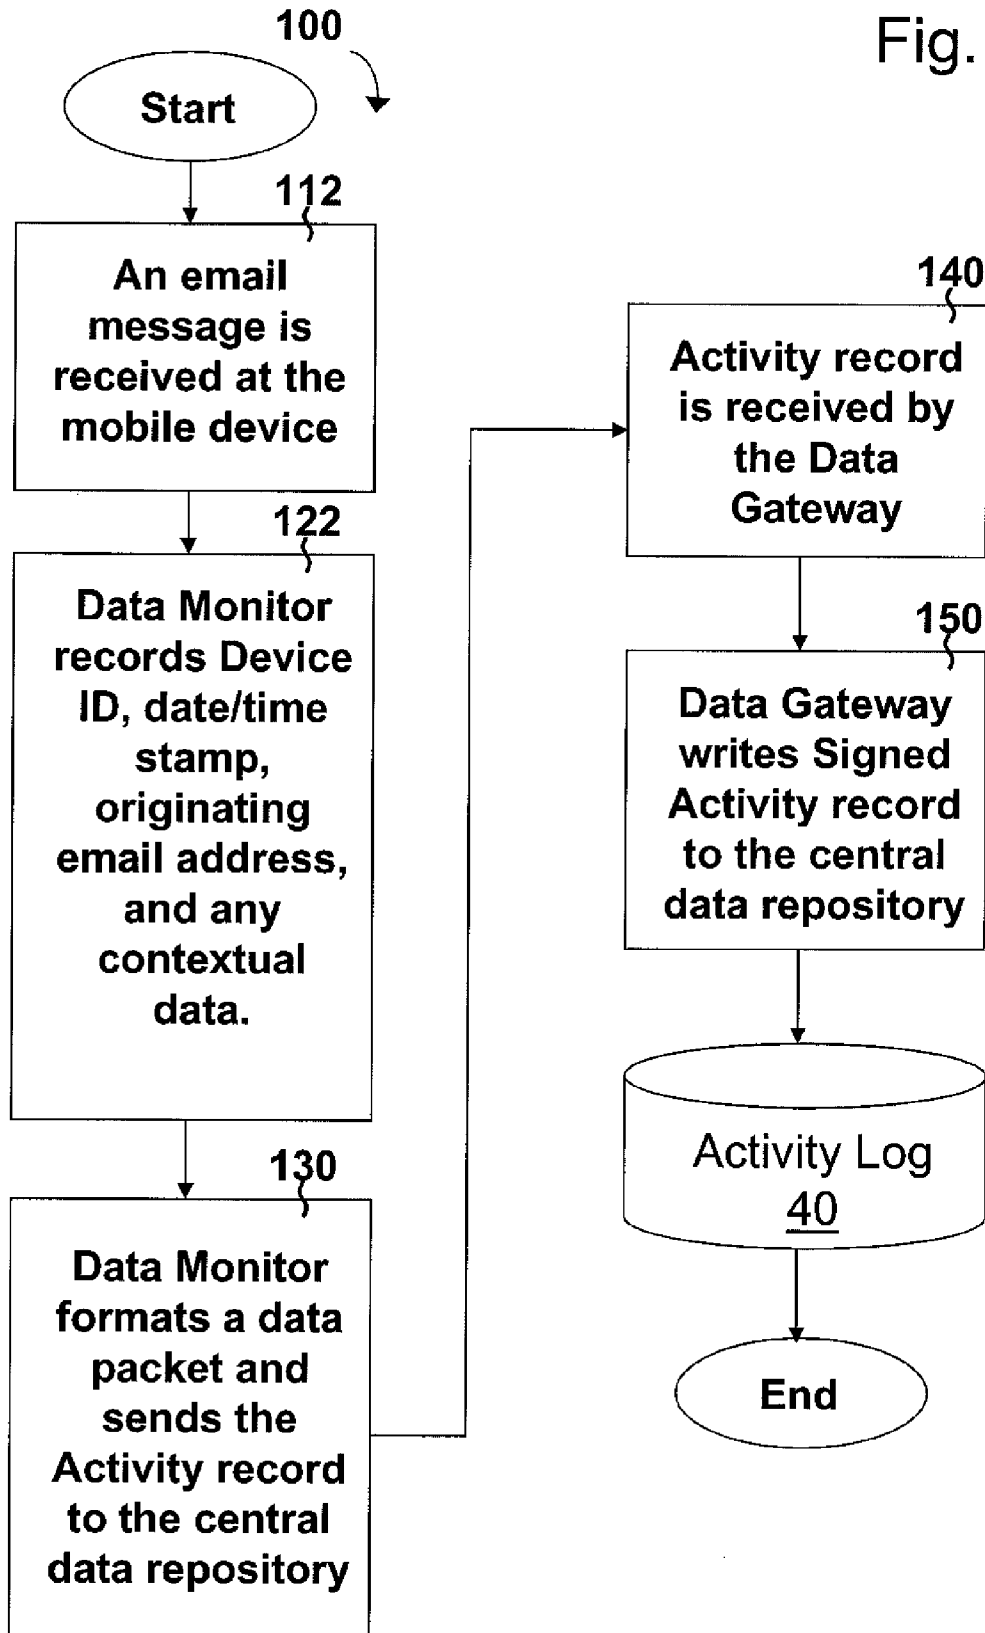 100
Fig.
Start
112
An email
message is
received at the
mobile device
122
Data Monitor
records Device
ID, date/time
stamp,
originating
email address,
and any
contextual
data.
130
Data Monitor
formats a data
packet and
sends the
Activity record
to the central
data repository
140
Activity record
is received by
the Data
Gateway
150
Data Gateway
writes Signed
Activity record
to the central
data repository
Activity Log
40
End